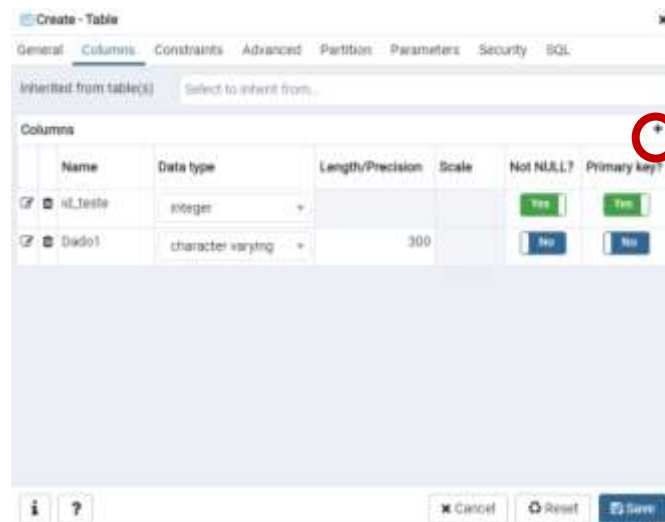 Create - Table
General Columns Constraints Advanced Partition Parameters Security SQL
Inherited from table(s) Select to inherit from...
Columns
Name Data type Length/Precision Scale Not NULL? Primary key?
id_teste integer Yes Yes
Dado1 character varying 300 No No
i ? Cancel Reset Save